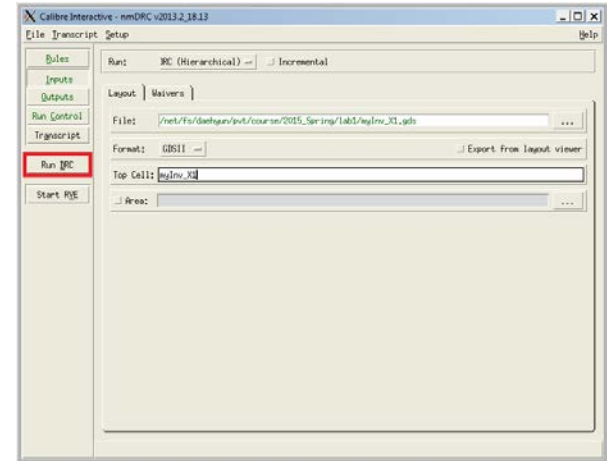 Calibre Interactive - nmDRC v2013.2_18.13
File Transcript Setup Help
Rules
Inputs
Outputs
Run Control
Transcript
Run DRC
Start RVE
Run: DRC (Hierarchical) Incremental
Layout Waivers
File: /net/fs/daehyun/pvt/course/2015_Spring/lab1/myInv_X1.gds ...
Format: GDSII Export from layout viewer
Top Cell: myInv_X1
Area: ...